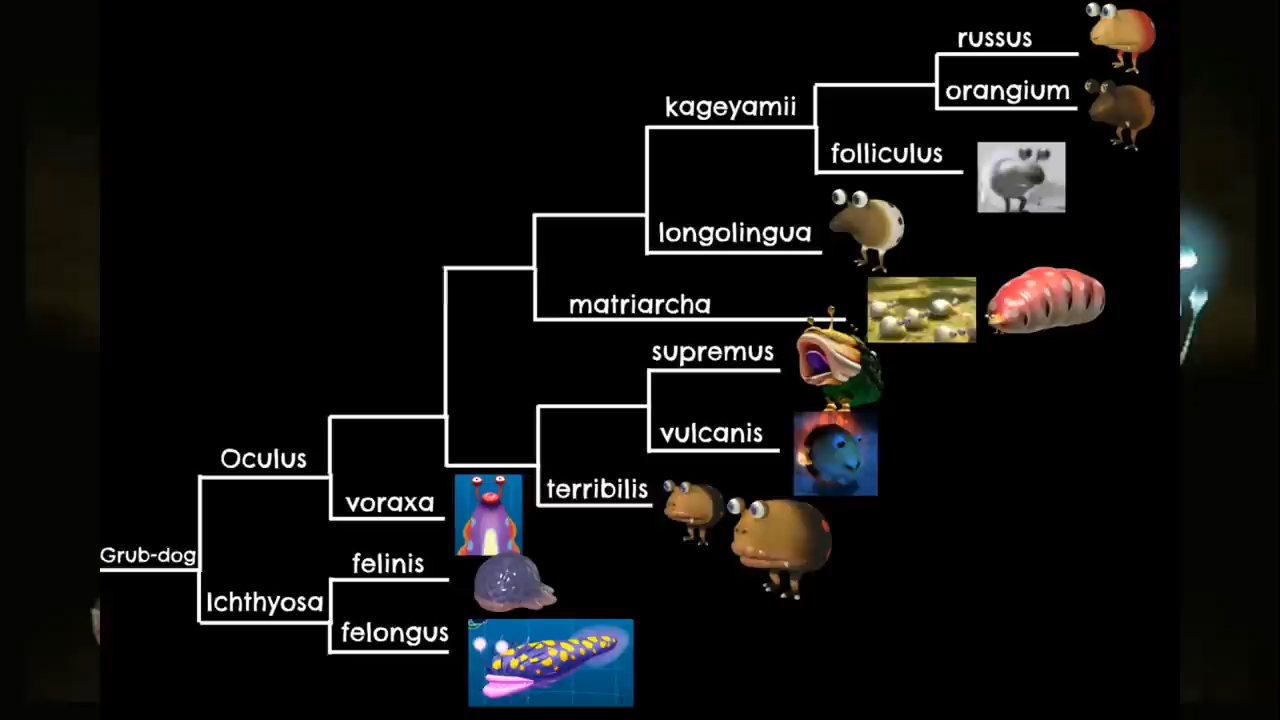 russus
orangium
kageyamii
folliculus
longolingua
matriarcha
supremus
vulcanis
Oculus
terribilis
voraxa
Grub-dog
felinis
Ichthyosa
felongus